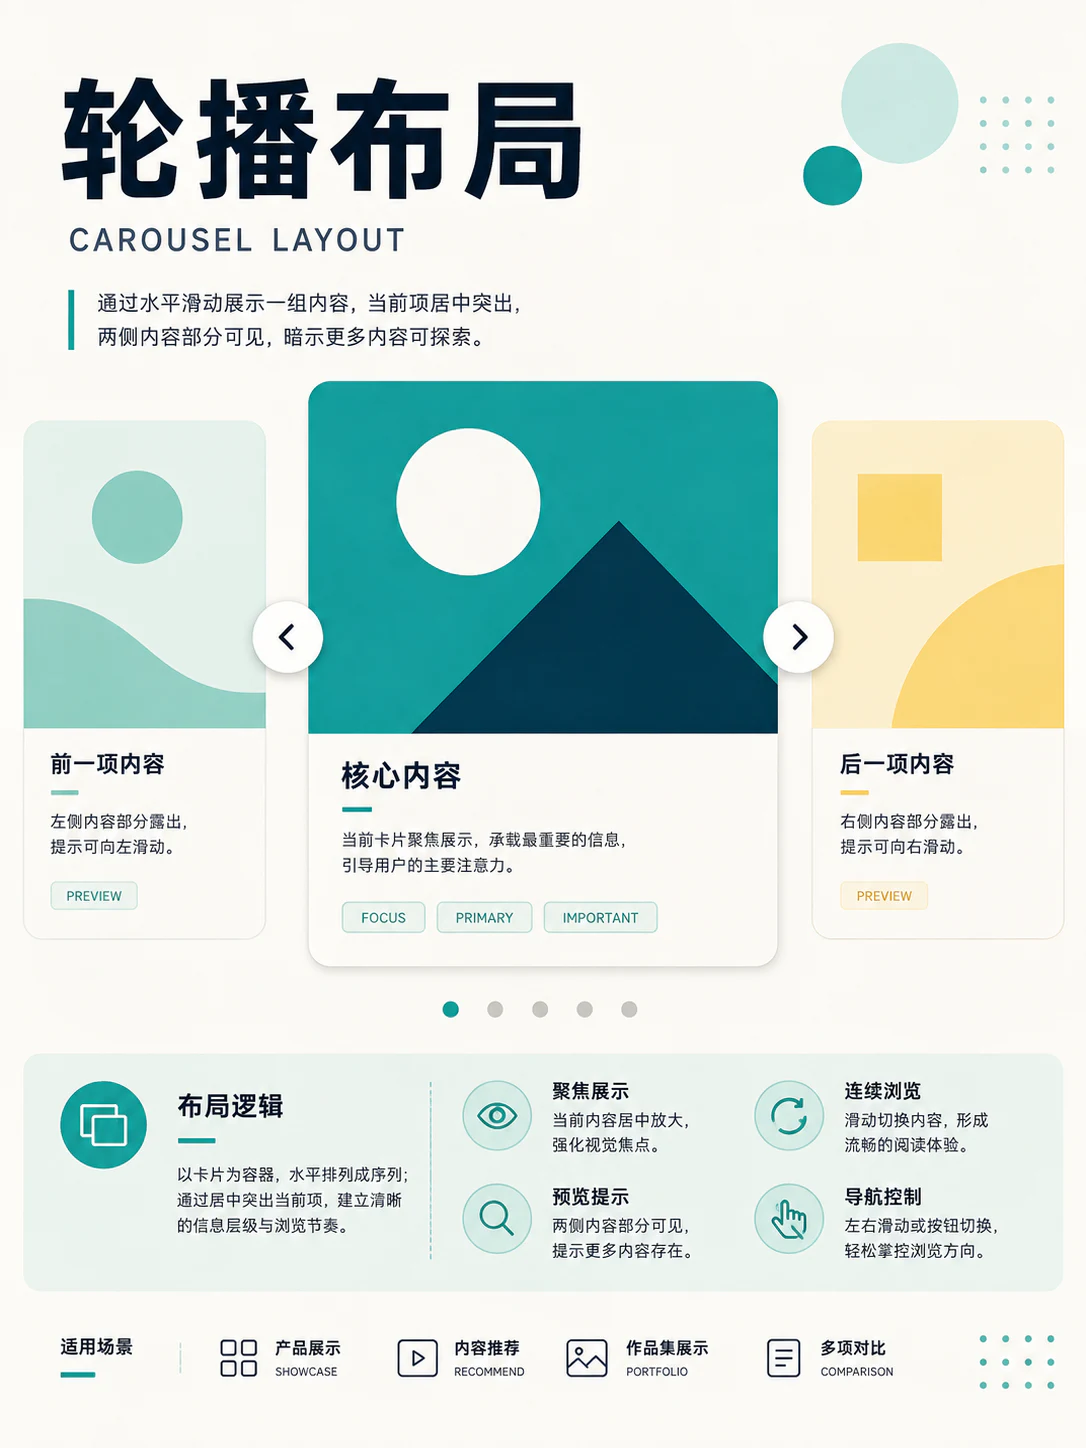 轮播布局
CAROUSEL LAYOUT
通过水平滑动展示一组内容，当前项居中突出，
两侧内容部分可见，暗示更多内容可探索。
前一项内容
左侧内容部分露出，
提示可向左滑动。
PREVIEW
核心内容
当前卡片聚焦展示，承载最重要的信息，
引导用户的主要注意力。
FOCUS PRIMARY IMPORTANT
后一项内容
右侧内容部分露出，
提示可向右滑动。
PREVIEW
布局逻辑
以卡片为容器，水平排列成序列；
通过居中突出当前项，建立清晰
的信息层级与浏览节奏。
聚焦展示
当前内容居中放大，
强化视觉焦点。
连续浏览
滑动切换内容，形成
流畅的阅读体验。
预览提示
两侧内容部分可见，
提示更多内容存在。
导航控制
左右滑动或按钮切换，
轻松掌控浏览方向。
适用场景
产品展示
SHOWCASE
内容推荐
RECOMMEND
作品集展示
PORTFOLIO
多项对比
COMPARISON